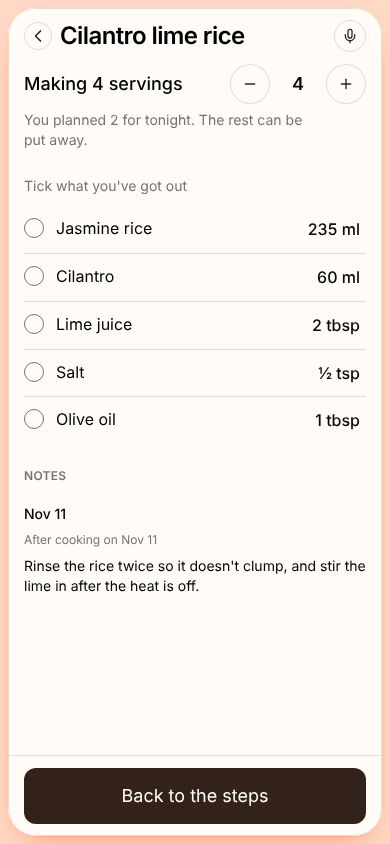 Cilantro lime rice
Making 4 servings
− 4 +
You planned 2 for tonight. The rest can be
put away.
Tick what you've got out
Jasmine rice 235 ml
Cilantro 60 ml
Lime juice 2 tbsp
Salt ½ tsp
Olive oil 1 tbsp
NOTES
Nov 11
After cooking on Nov 11
Rinse the rice twice so it doesn't clump, and stir the
lime in after the heat is off.
Back to the steps